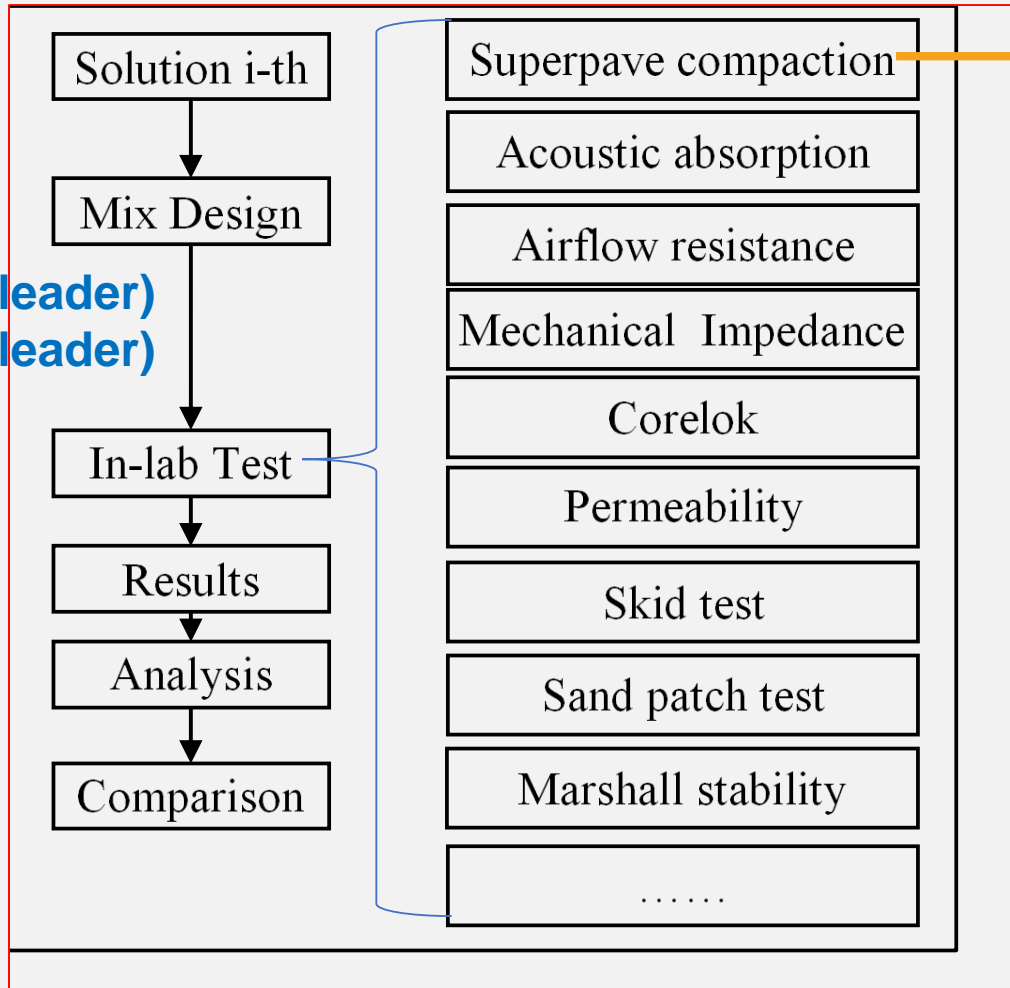 Solution i-th
Mix Design
leader)
leader)
In-lab Test
Results
Analysis
Comparison
Superpave compaction
Acoustic absorption
Airflow resistance
Mechanical Impedance
Corelok
Permeability
Skid test
Sand patch test
Marshall stability
......